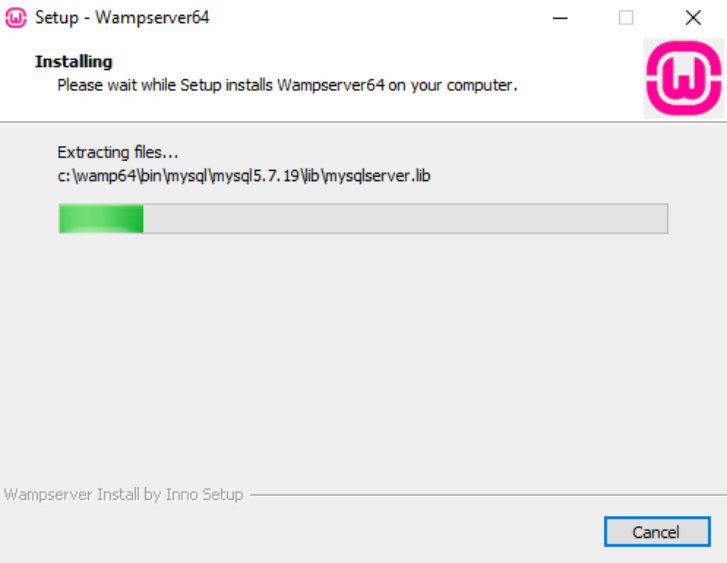 Setup - Wampserver64
Installing
Please wait while Setup installs Wampserver64 on your computer.
Extracting files...
c:\wamp64\bin\mysql\mysql5.7.19\lib\mysqlserver.lib
Wampserver Install by Inno Setup
Cancel